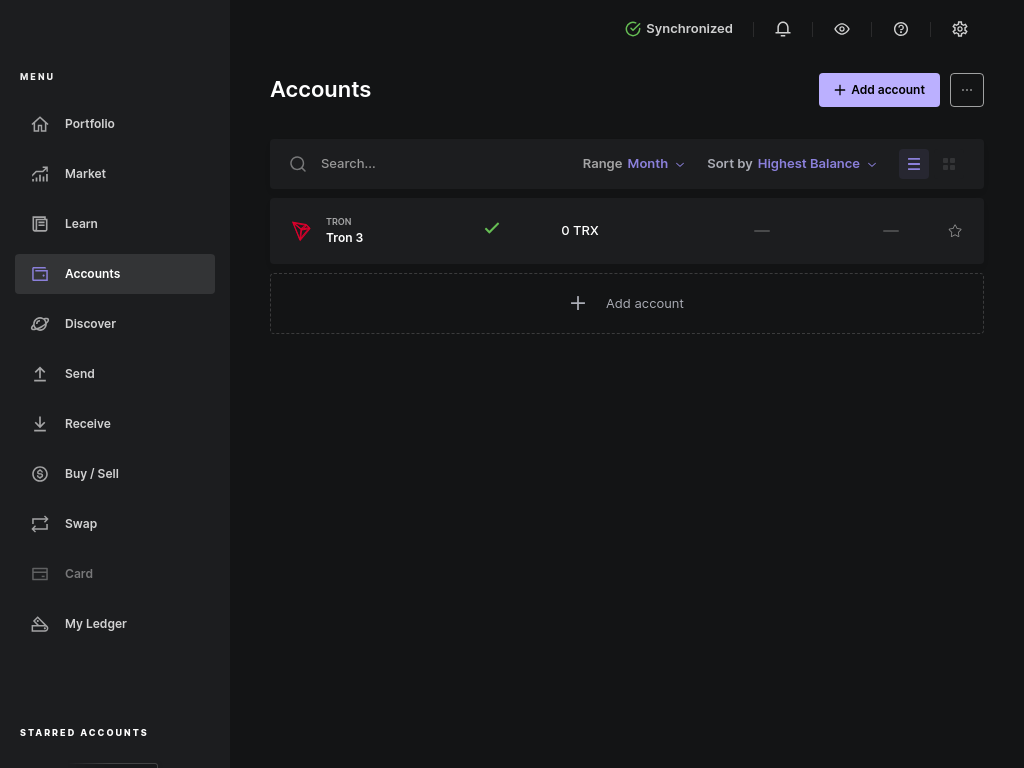 Synchronized
MENU
Accounts
Add account
Portfolio
Market
Learn
Accounts
Discover
Send
Receive
Buy / Sell
Swap
Card
My Ledger
STARRED ACCOUNTS
Search...
Range Month
Sort by Highest Balance
TRON
Tron 3
0 TRX
—
—
Add account